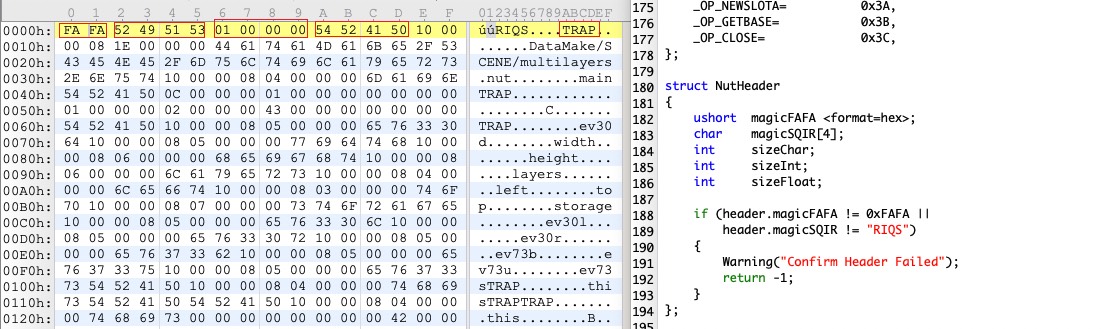 0 1 2 3 4 5 6 7 8 9 A B C D E F 0123456789ABCDEF
0000h: FA FA 52 49 51 53 01 00 00 00 54 52 41 50 10 00 úúRIQS....TRAP..
0010h: 00 08 1E 00 00 00 44 61 74 61 4D 61 6B 65 2F 53 ......DataMake/S
0020h: 43 45 4E 45 2F 6D 75 6C 74 69 6C 61 79 65 72 73 CENE/multilayers
0030h: 2E 6E 75 74 10 00 00 08 04 00 00 00 6D 61 69 6E .nut........main
0040h: 54 52 41 50 0C 00 00 00 01 00 00 00 00 00 00 00 TRAP............
0050h: 01 00 00 00 02 00 00 00 43 00 00 00 00 00 00 00 ........C.......
0060h: 54 52 41 50 10 00 00 08 05 00 00 00 65 76 33 30 TRAP........ev30
0070h: 64 10 00 00 08 05 00 00 00 77 69 64 74 68 10 00 d........width..
0080h: 00 08 06 00 00 00 68 65 69 67 68 74 10 00 00 08 ......height....
0090h: 06 00 00 00 6C 61 79 65 72 73 10 00 00 08 04 00 ....layers......
00A0h: 00 00 6C 65 66 74 10 00 00 08 03 00 00 00 74 6F ..left........to
00B0h: 70 10 00 00 08 07 00 00 00 73 74 6F 72 61 67 65 p........storage
00C0h: 10 00 00 08 05 00 00 00 65 76 33 30 6C 10 00 00 ........ev30l...
00D0h: 08 05 00 00 00 65 76 33 30 72 10 00 00 08 05 00 .....ev30r......
00E0h: 00 00 65 76 37 33 62 10 00 00 08 05 00 00 00 65 ..ev73b........e
00F0h: 76 37 33 75 10 00 00 08 05 00 00 00 65 76 37 33 v73u........ev73
0100h: 73 54 52 41 50 10 00 00 08 04 00 00 00 74 68 69 sTRAP........thi
0110h: 73 54 52 41 50 54 52 41 50 10 00 00 08 04 00 00 sTRAPTRAP.......
0120h: 00 74 68 69 73 00 00 00 00 00 00 00 42 00 00 00 .this.......B...
175 _OP_NEWSLOTA= 0x3A,
176 _OP_GETBASE= 0x3B,
177 _OP_CLOSE= 0x3C,
178 };
179
180 struct NutHeader
181 {
182 ushort magicFAFA <format=hex>;
183 char magicSQIR[4];
184 int sizeChar;
185 int sizeInt;
186 int sizeFloat;
187
188 if (header.magicFAFA != 0xFAFA ||
189 header.magicSQIR != "RIQS")
190 {
191 Warning("Confirm Header Failed");
192 return -1;
193 }
194 };
195